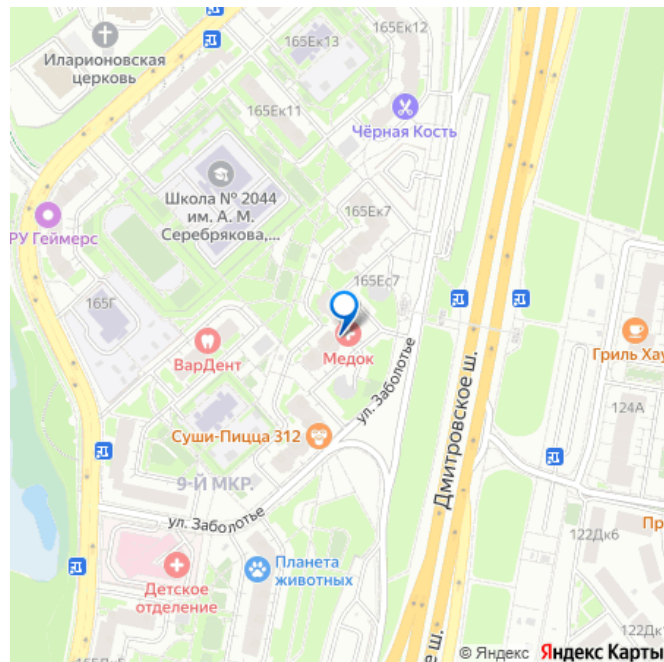 165Ек12
165Ек13
Иларионовская
церковь
165Ек11
Чёрная Кость
Школа № 2044
им. А. М.
Серебрякова,...
165Ек7
РУ Геймерс
165Ес7
165Г
Медок
ВарДент
Гриль Хау
ул. Заболотье
Дмитровское ш.
124А
Суши-Пицца 312
9-Й МКР.
ул. Заболотье
122Дк6
Пр
Планета
животных
Детское
отделение
122Дк1
е ш.
© Яндекс Яндекс Карты